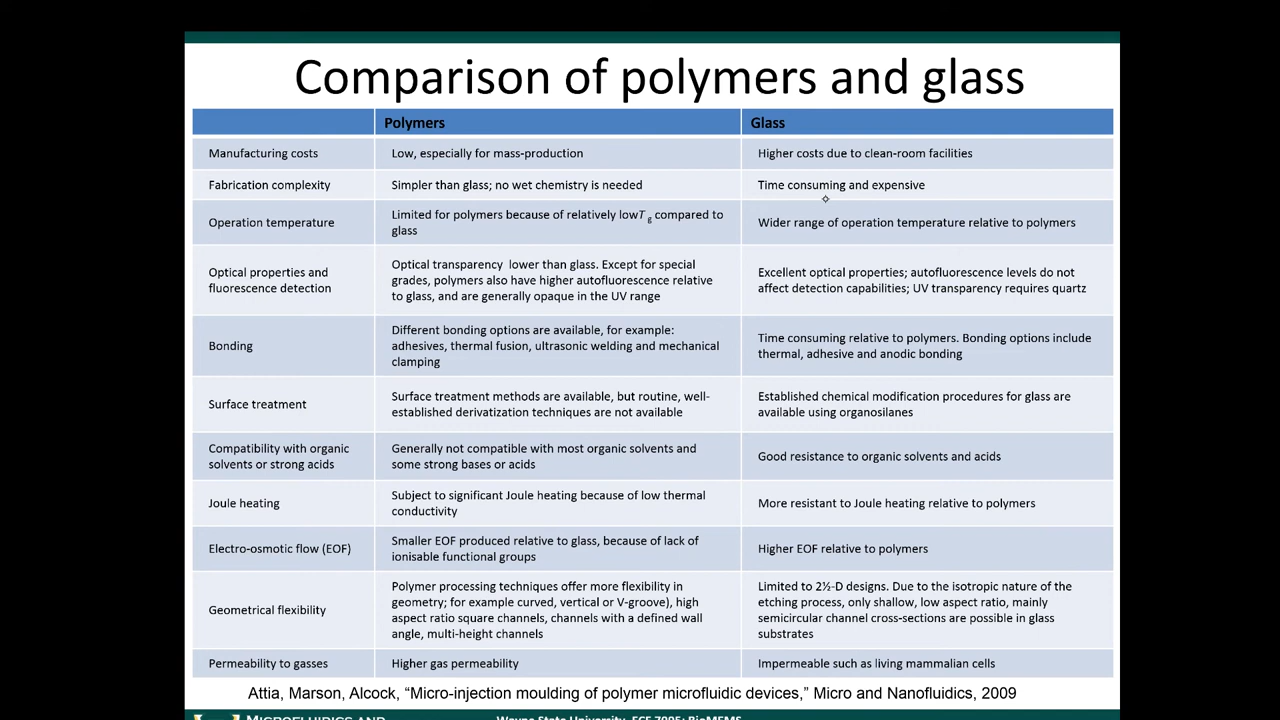 Comparison of polymers and glass
Polymers
Glass
Manufacturing costs
Low, especially for mass-production
Higher costs due to clean-room facilities
Fabrication complexity
Simpler than glass; no wet chemistry is needed
Time consuming and expensive
Operation temperature
Limited for polymers because of relatively lowTg compared to
glass
Wider range of operation temperature relative to polymers
Optical properties and
fluorescence detection
Optical transparency lower than glass. Except for special
grades, polymers also have higher autofluorescence relative
to glass, and are generally opaque in the UV range
Excellent optical properties; autofluorescence levels do not
affect detection capabilities; UV transparency requires quartz
Bonding
Different bonding options are available, for example:
adhesives, thermal fusion, ultrasonic welding and mechanical
clamping
Time consuming relative to polymers. Bonding options include
thermal, adhesive and anodic bonding
Surface treatment
Surface treatment methods are available, but routine, well-
established derivatization techniques are not available
Established chemical modification procedures for glass are
available using organosilanes
Compatibility with organic
solvents or strong acids
Generally not compatible with most organic solvents and
some strong bases or acids
Good resistance to organic solvents and acids
Joule heating
Subject to significant Joule heating because of low thermal
conductivity
More resistant to Joule heating relative to polymers
Electro-osmotic flow (EOF)
Smaller EOF produced relative to glass, because of lack of
ionisable functional groups
Higher EOF relative to polymers
Geometrical flexibility
Polymer processing techniques offer more flexibility in
geometry; for example curved, vertical or V-groove), high
aspect ratio square channels, channels with a defined wall
angle, multi-height channels
Limited to 2½-D designs. Due to the isotropic nature of the
etching process, only shallow, low aspect ratio, mainly
semicircular channel cross-sections are possible in glass
substrates
Permeability to gasses
Higher gas permeability
Impermeable such as living mammalian cells
Attia, Marson, Alcock, “Micro-injection moulding of polymer microfluidic devices,” Micro and Nanofluidics, 2009
MICROFLUIDICS AND
Wayne State University, ECE 7995: BioMEMS